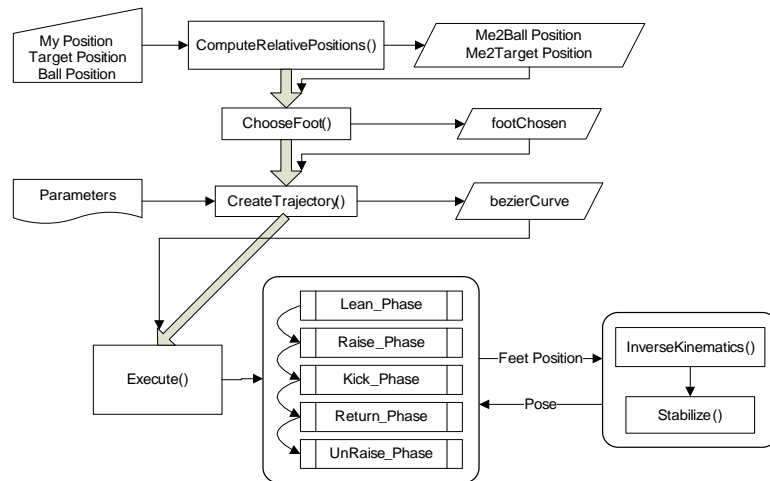 My Position
Target Position
Ball Position
ComputeRelativePositions()
Me2Ball Position
Me2Target Position
ChooseFoot()
footChosen
Parameters
CreateTrajectory()
bezierCurve
Execute()
Lean_Phase
Raise_Phase
Kick_Phase
Return_Phase
UnRaise_Phase
Feet Position
Pose
InverseKinematics()
Stabilize()